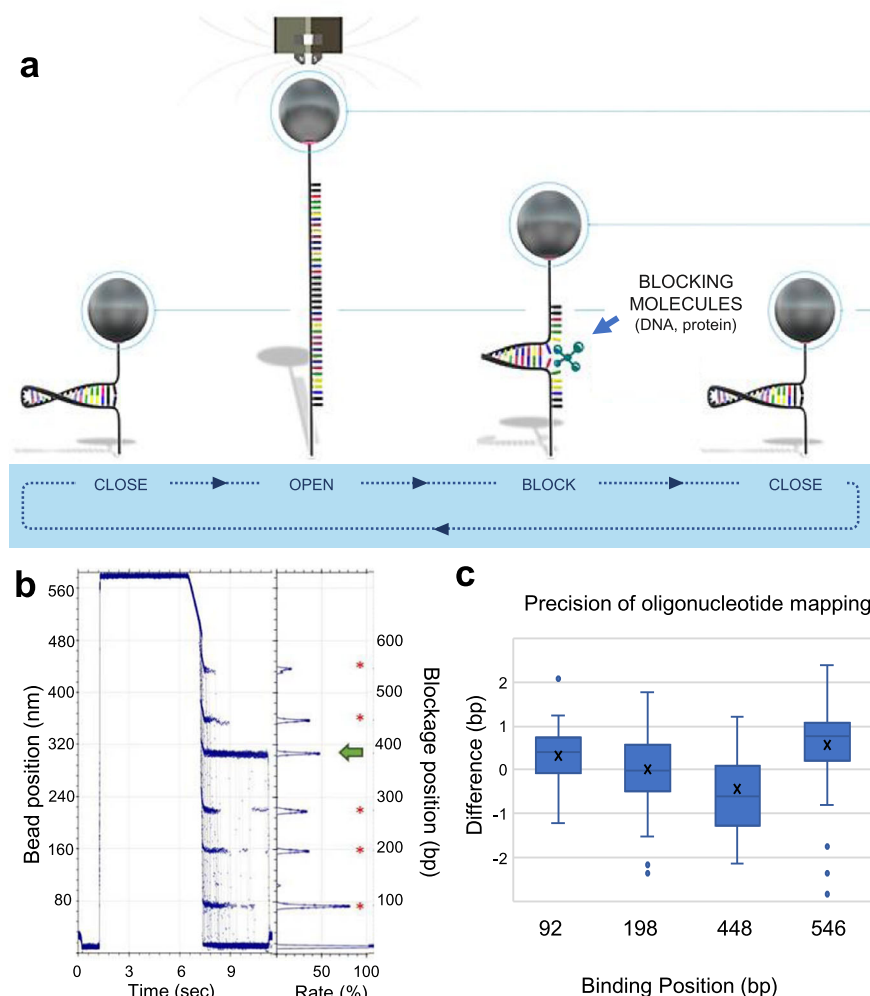 a
BLOCKING
MOLECULES
(DNA, protein)
CLOSE
OPEN
BLOCK
CLOSE
b
Bead position (nm)
560
480
400
320
240
160
80
0
3
6
9
Time (sec)
50
100
Rate (%)
*
*
*
*
*
600
500
400
300
200
100
Blockage position (bp)
c
Precision of oligonucleotide mapping
Difference (bp)
2
1
0
-1
-2
x
x
x
x
92
198
448
546
Binding Position (bp)